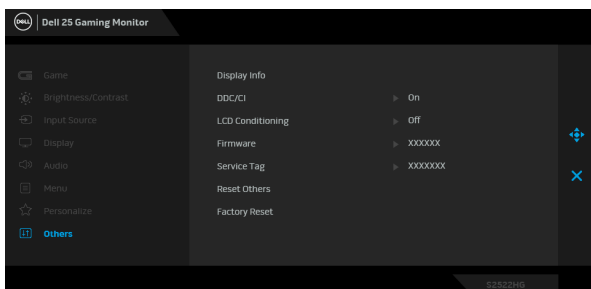 DELL Dell 25 Gaming Monitor
Game
Brightness/Contrast
Input Source
Display
Audio
Menu
Personalize
Others
Display Info
DDC/CI On
LCD Conditioning Off
Firmware XXXXXX
Service Tag XXXXXXX
Reset Others
Factory Reset
S2522HG